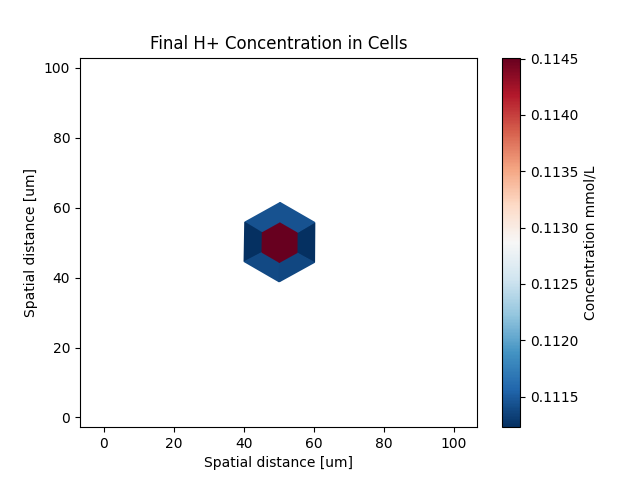 Final H+ Concentration in Cells
100
80
60
40
20
0
Spatial distance [um]
0 20 40 60 80 100
Spatial distance [um]
0.1145
0.1140
0.1135
0.1130
0.1125
0.1120
0.1115
Concentration mmol/L